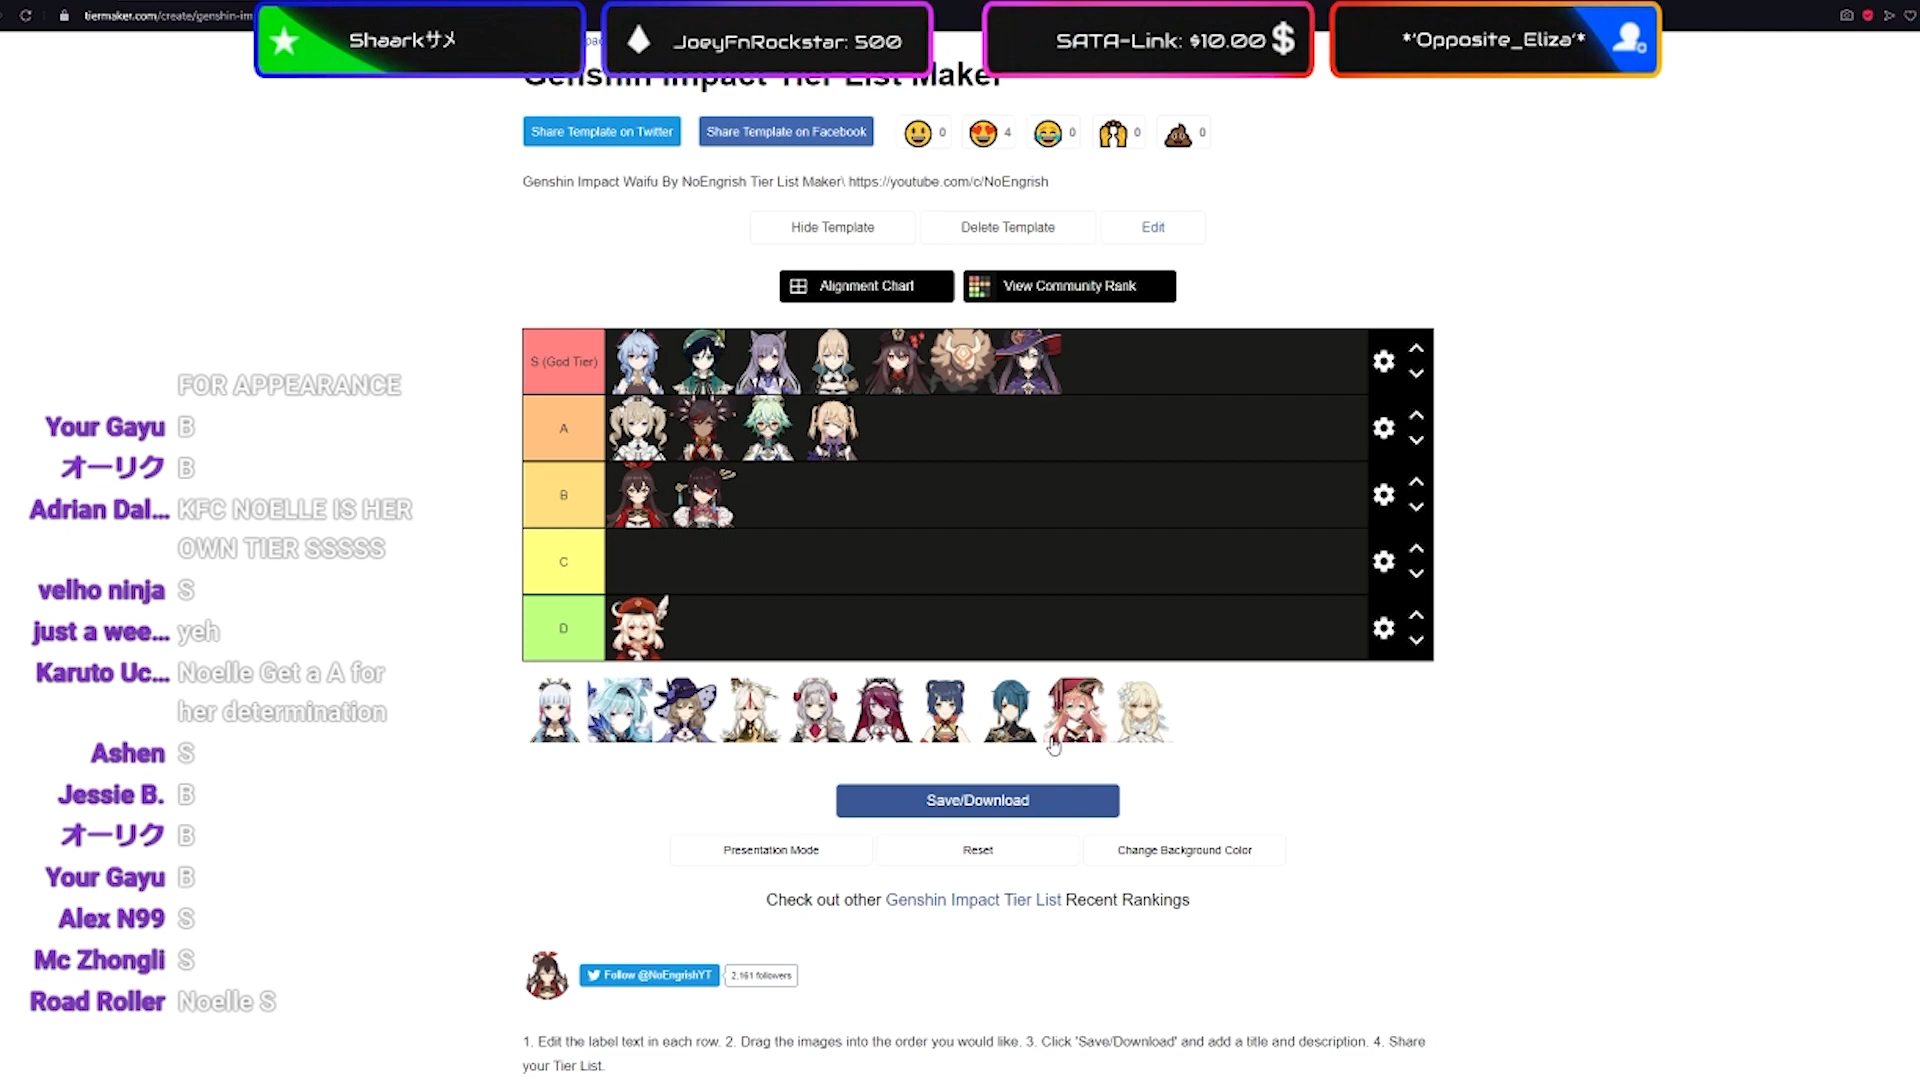 tiermaker.com/create/genshin-im
Shaarkサメ
JoeyFnRockstar: 500
SATA-Link: $10.00 $
*'Opposite_Eliza'*
Genshin Impact Tier List Maker
Share Template on Twitter
Share Template on Facebook
0
4
0
0
0
Genshin Impact Waifu By NoEngrish Tier List Maker\ https://youtube.com/c/NoEngrish
Hide Template
Delete Template
Edit
Alignment Chart
View Community Rank
S (God Tier)
A
B
C
D
FOR APPEARANCE
Your Gayu B
オーリク B
Adrian Dal... KFC NOELLE IS HER
OWN TIER SSSSS
velho ninja S
just a wee... yeh
Karuto Uc... Noelle Get a A for
her determination
Ashen S
Jessie B. B
オーリク B
Your Gayu B
Alex N99 S
Mc Zhongli S
Road Roller Noelle S
Save/Download
Presentation Mode
Reset
Change Background Color
Check out other Genshin Impact Tier List Recent Rankings
Follow @NoEngrishYT
2,161 followers
1. Edit the label text in each row. 2. Drag the images into the order you would like. 3. Click 'Save/Download' and add a title and description. 4. Share
your Tier List.